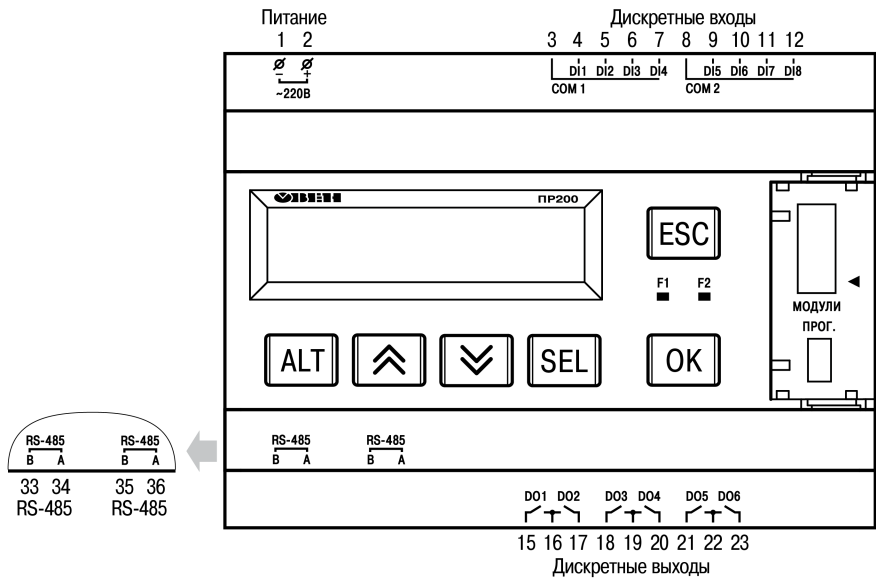 Питание
Дискретные входы
1 2
3 4 5 6 7 8 9 10 11 12
- +
~220В
DI1 DI2 DI3 DI4
COM 1
DI5 DI6 DI7 DI8
COM 2
ОВЕН
ПР200
ESC
F1 F2
МОДУЛИ
ПРОГ.
ALT
SEL
OK
RS-485
B A
RS-485
B A
33 34
RS-485
35 36
RS-485
RS-485
B A
RS-485
B A
DO1 DO2 DO3 DO4 DO5 DO6
15 16 17 18 19 20 21 22 23
Дискретные выходы